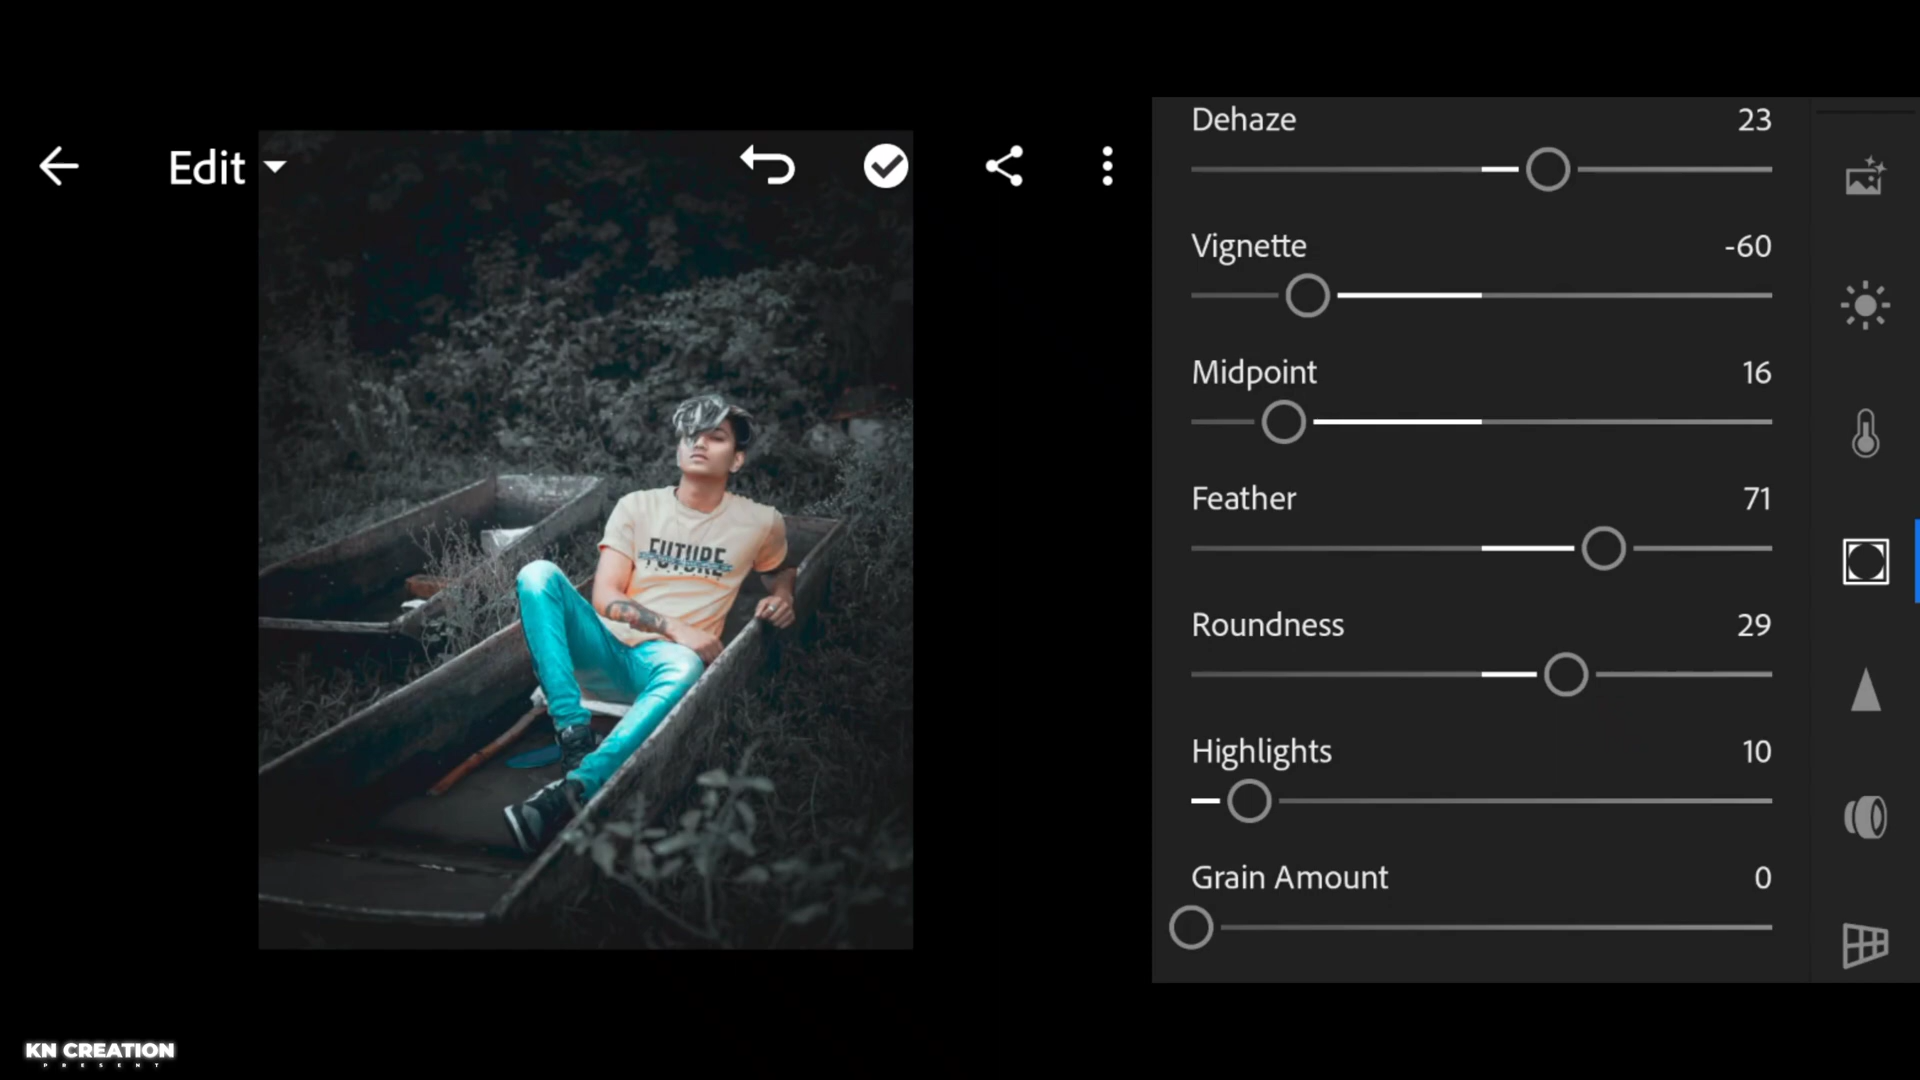 Edit
Dehaze 23
Vignette -60
Midpoint 16
Feather 71
Roundness 29
Highlights 10
Grain Amount 0
FUTURE
KN CREATION
PRESENT